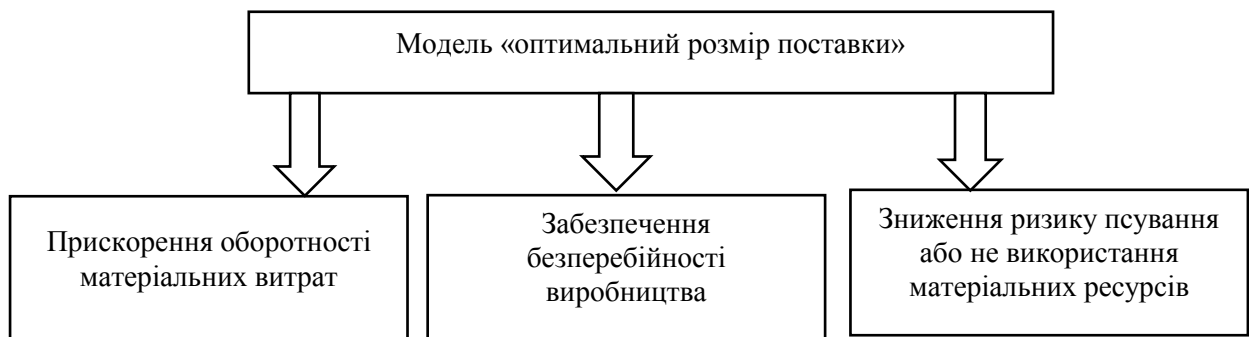 Модель «оптимальний розмір поставки»
Прискорення оборотності
матеріальних витрат
Забезпечення
безперебійності
виробництва
Зниження ризику псування
або не використання
матеріальних ресурсів